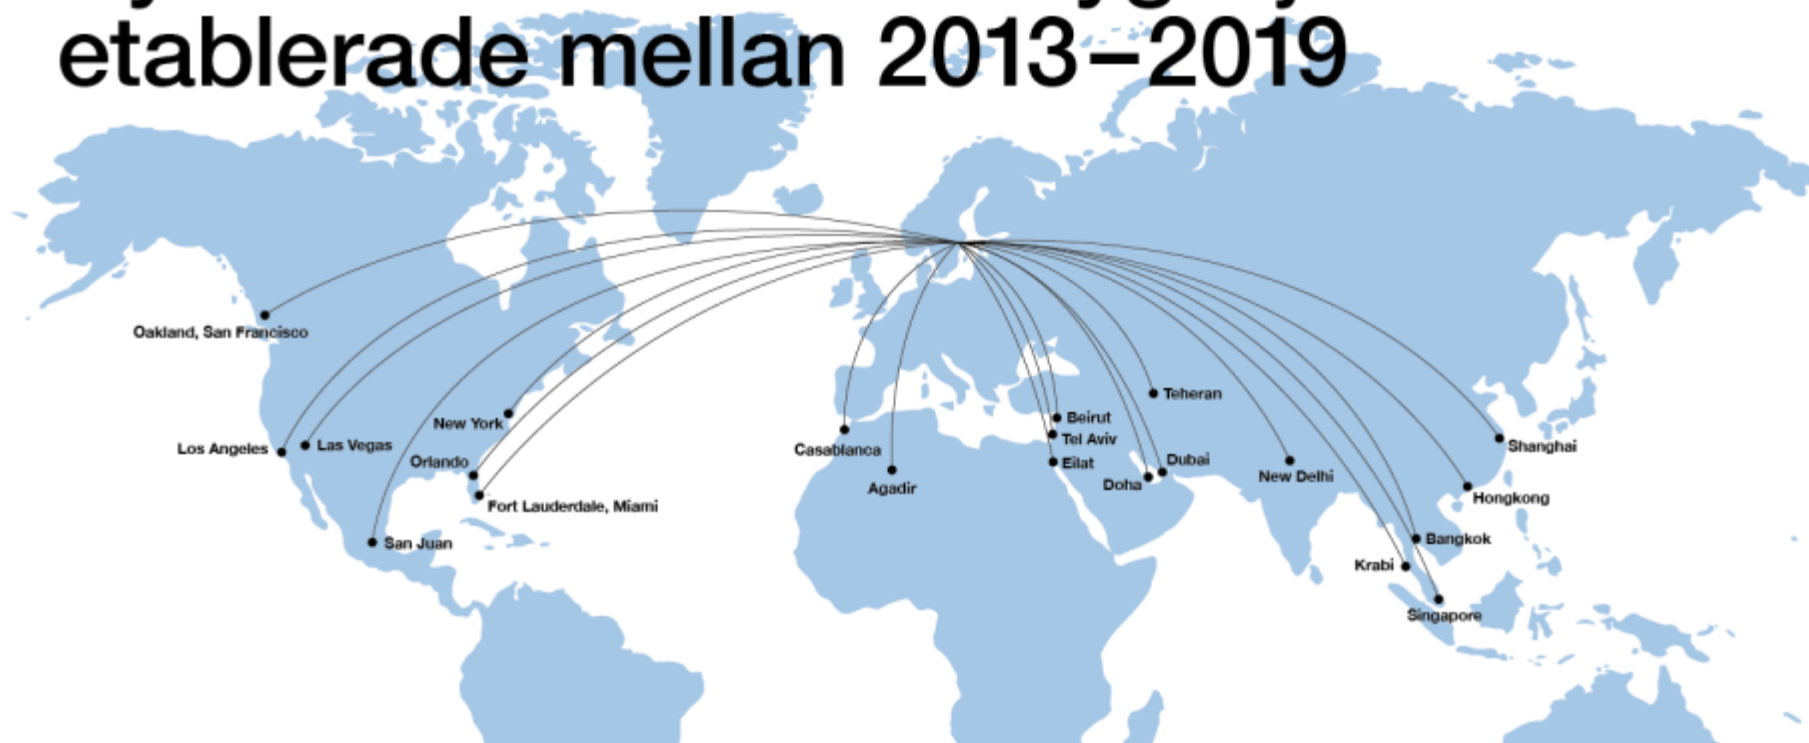 etablerade mellan 2013–2019
Oakland, San Francisco
Los Angeles
Las Vegas
New York
Orlando
Fort Lauderdale, Miami
San Juan
Casablanca
Agadir
Beirut
Tel Aviv
Eilat
Teheran
Dubai
Doha
New Delhi
Shanghai
Hongkong
Bangkok
Krabi
Singapore